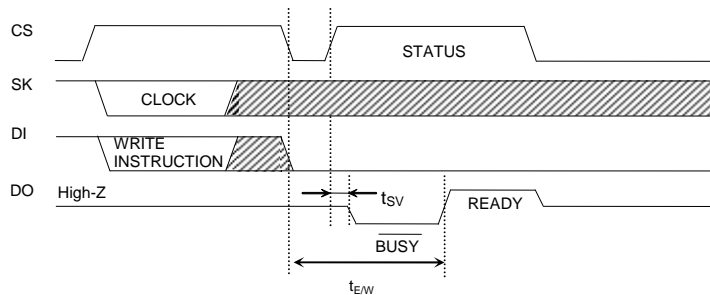 CS
STATUS
SK
CLOCK
DI
WRITE
INSTRUCTION
DO
High-Z
tSV
READY
BUSY
tE/W